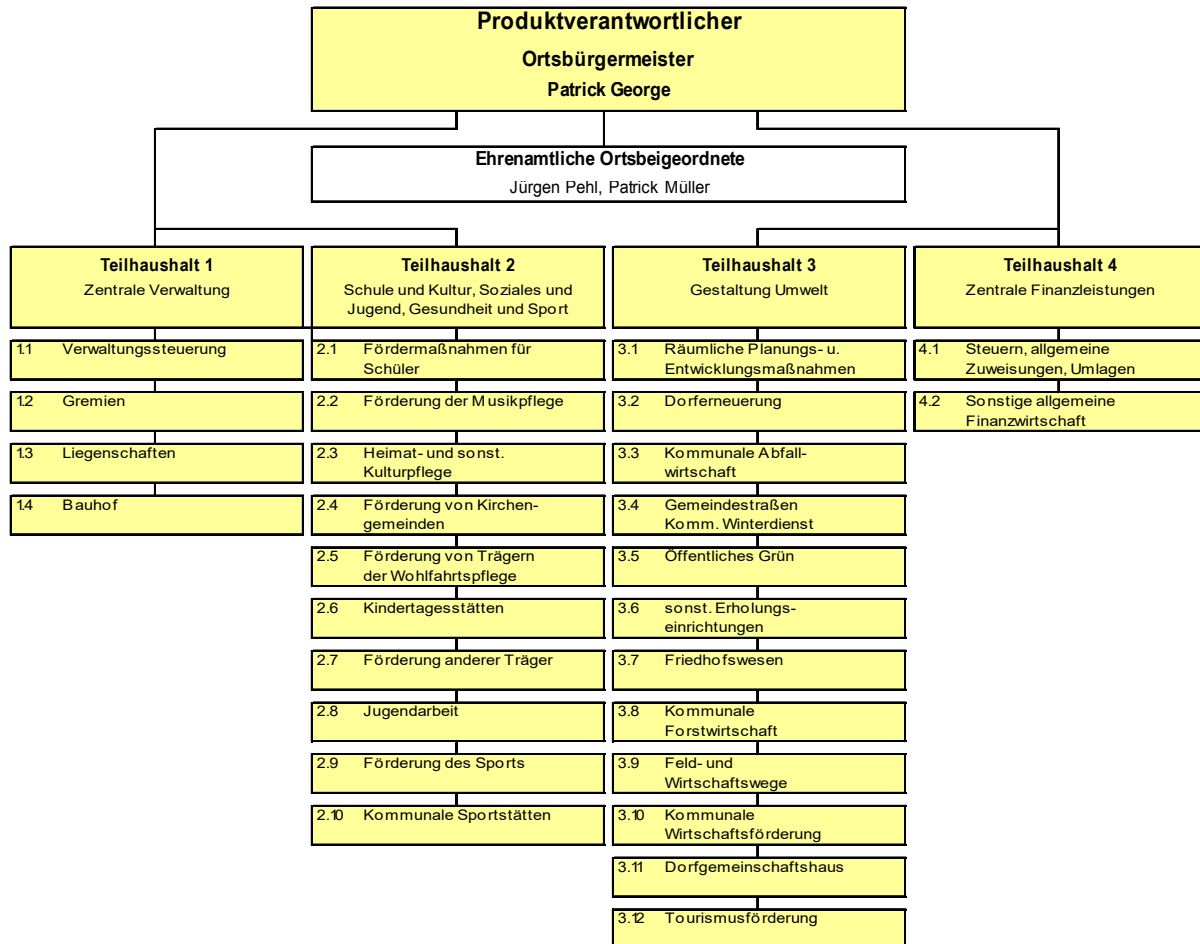 Produktverantwortlicher
Ortsbürgermeister
Patrick George
Ehrenamtliche Ortsbeigeordnete
Jürgen Pehl, Patrick Müller
Teilhaushalt 1
Zentrale Verwaltung
1.1 Verwaltungssteuerung
1.2 Gremien
1.3 Liegenschaften
1.4 Bauhof
Teilhaushalt 2
Schule und Kultur, Soziales und
Jugend, Gesundheit und Sport
2.1 Fördermaßnahmen für
Schüler
2.2 Förderung der Musikpflege
2.3 Heimat- und sonst.
Kulturpflege
2.4 Förderung von Kirchen-
gemeinden
2.5 Förderung von Trägern
der Wohlfahrtspflege
2.6 Kindertagesstätten
2.7 Förderung anderer Träger
2.8 Jugendarbeit
2.9 Förderung des Sports
2.10 Kommunale Sportstätten
Teilhaushalt 3
Gestaltung Umwelt
3.1 Räumliche Planungs- u.
Entwicklungsmaßnahmen
3.2 Dorferneuerung
3.3 Kommunale Abfall-
wirtschaft
3.4 Gemeindestraßen
Komm. Winterdienst
3.5 Öffentliches Grün
3.6 sonst. Erholungs-
einrichtungen
3.7 Friedhofswesen
3.8 Kommunale
Forstwirtschaft
3.9 Feld- und
Wirtschaftswege
3.10 Kommunale
Wirtschaftsförderung
3.11 Dorfgemeinschaftshaus
3.12 Tourismusförderung
Teilhaushalt 4
Zentrale Finanzleistungen
4.1 Steuern, allgemeine
Zuweisungen, Umlagen
4.2 Sonstige allgemeine
Finanzwirtschaft